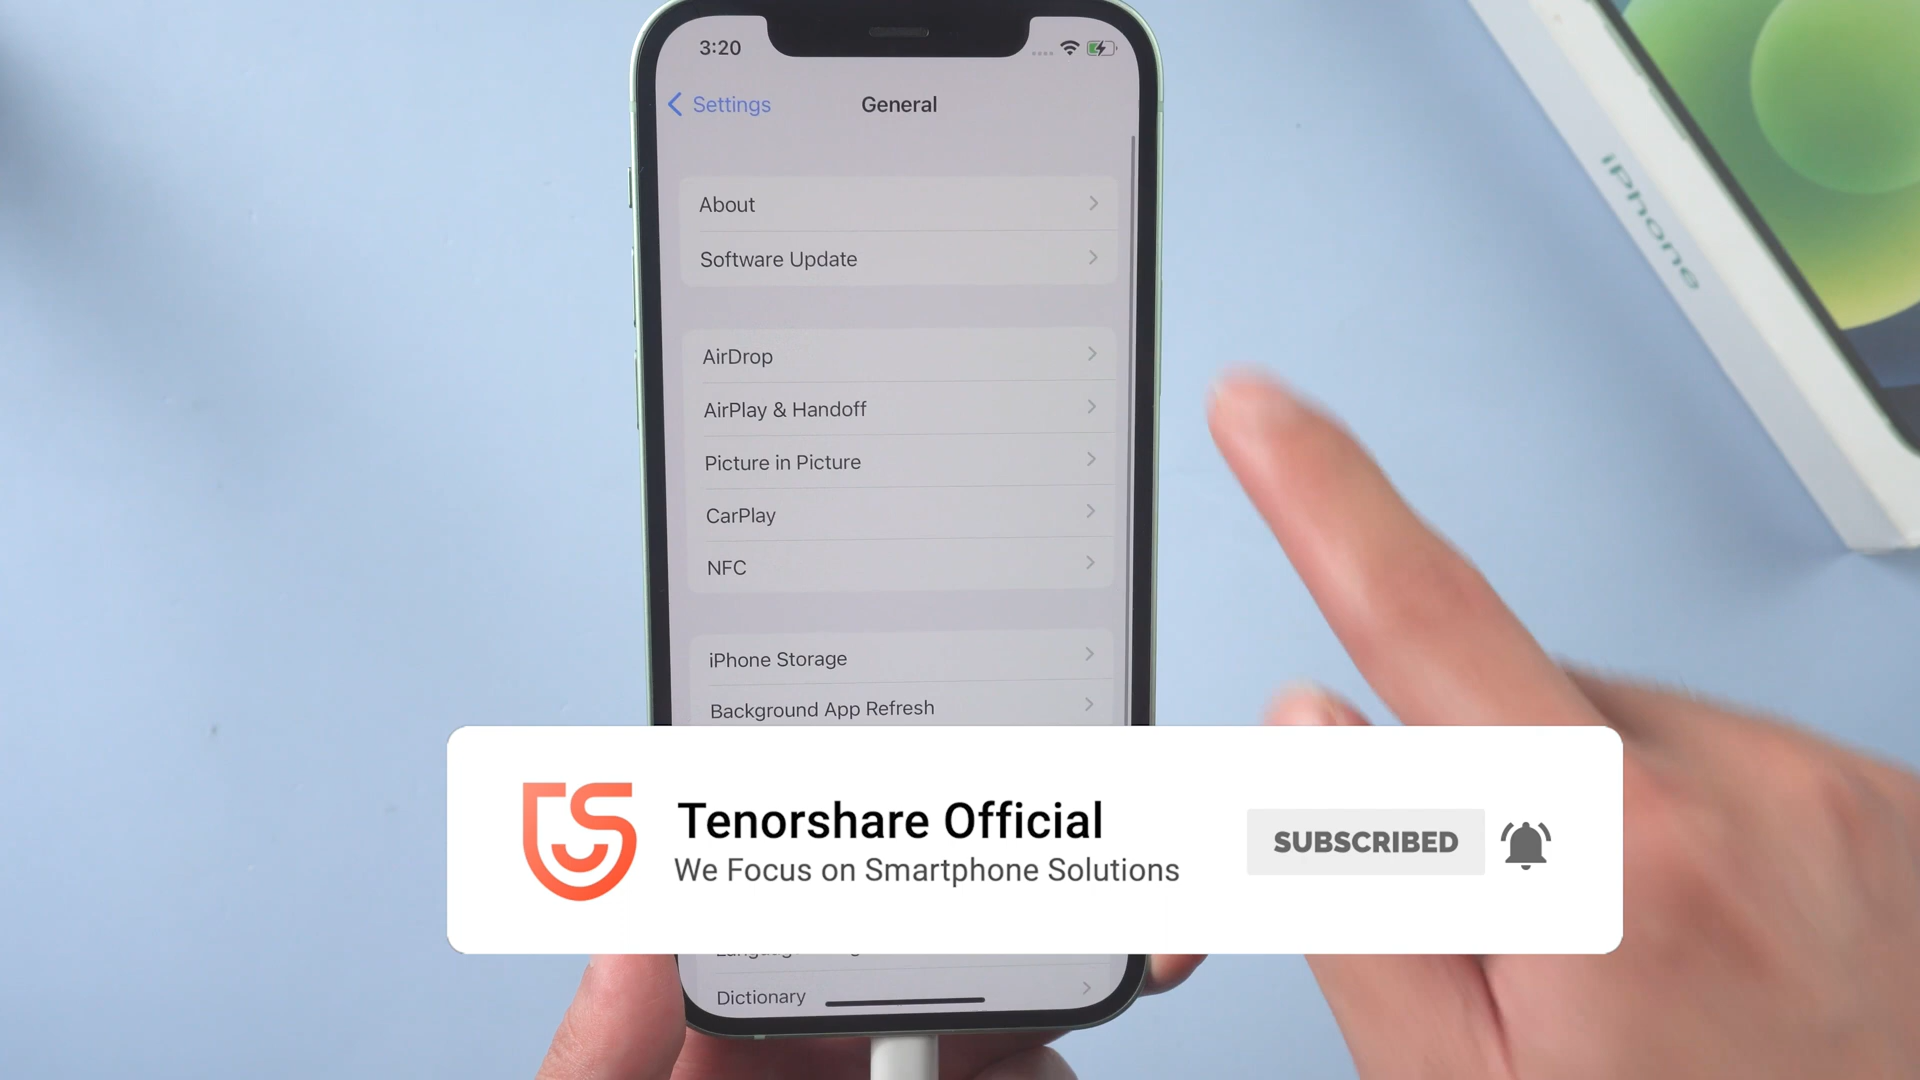 3:20
Settings
General
About
Software Update
iPhone
AirDrop
AirPlay & Handoff
Picture in Picture
CarPlay
NFC
iPhone Storage
Background App Refresh
Tenorshare Official
We Focus on Smartphone Solutions
SUBSCRIBED
Dictionary